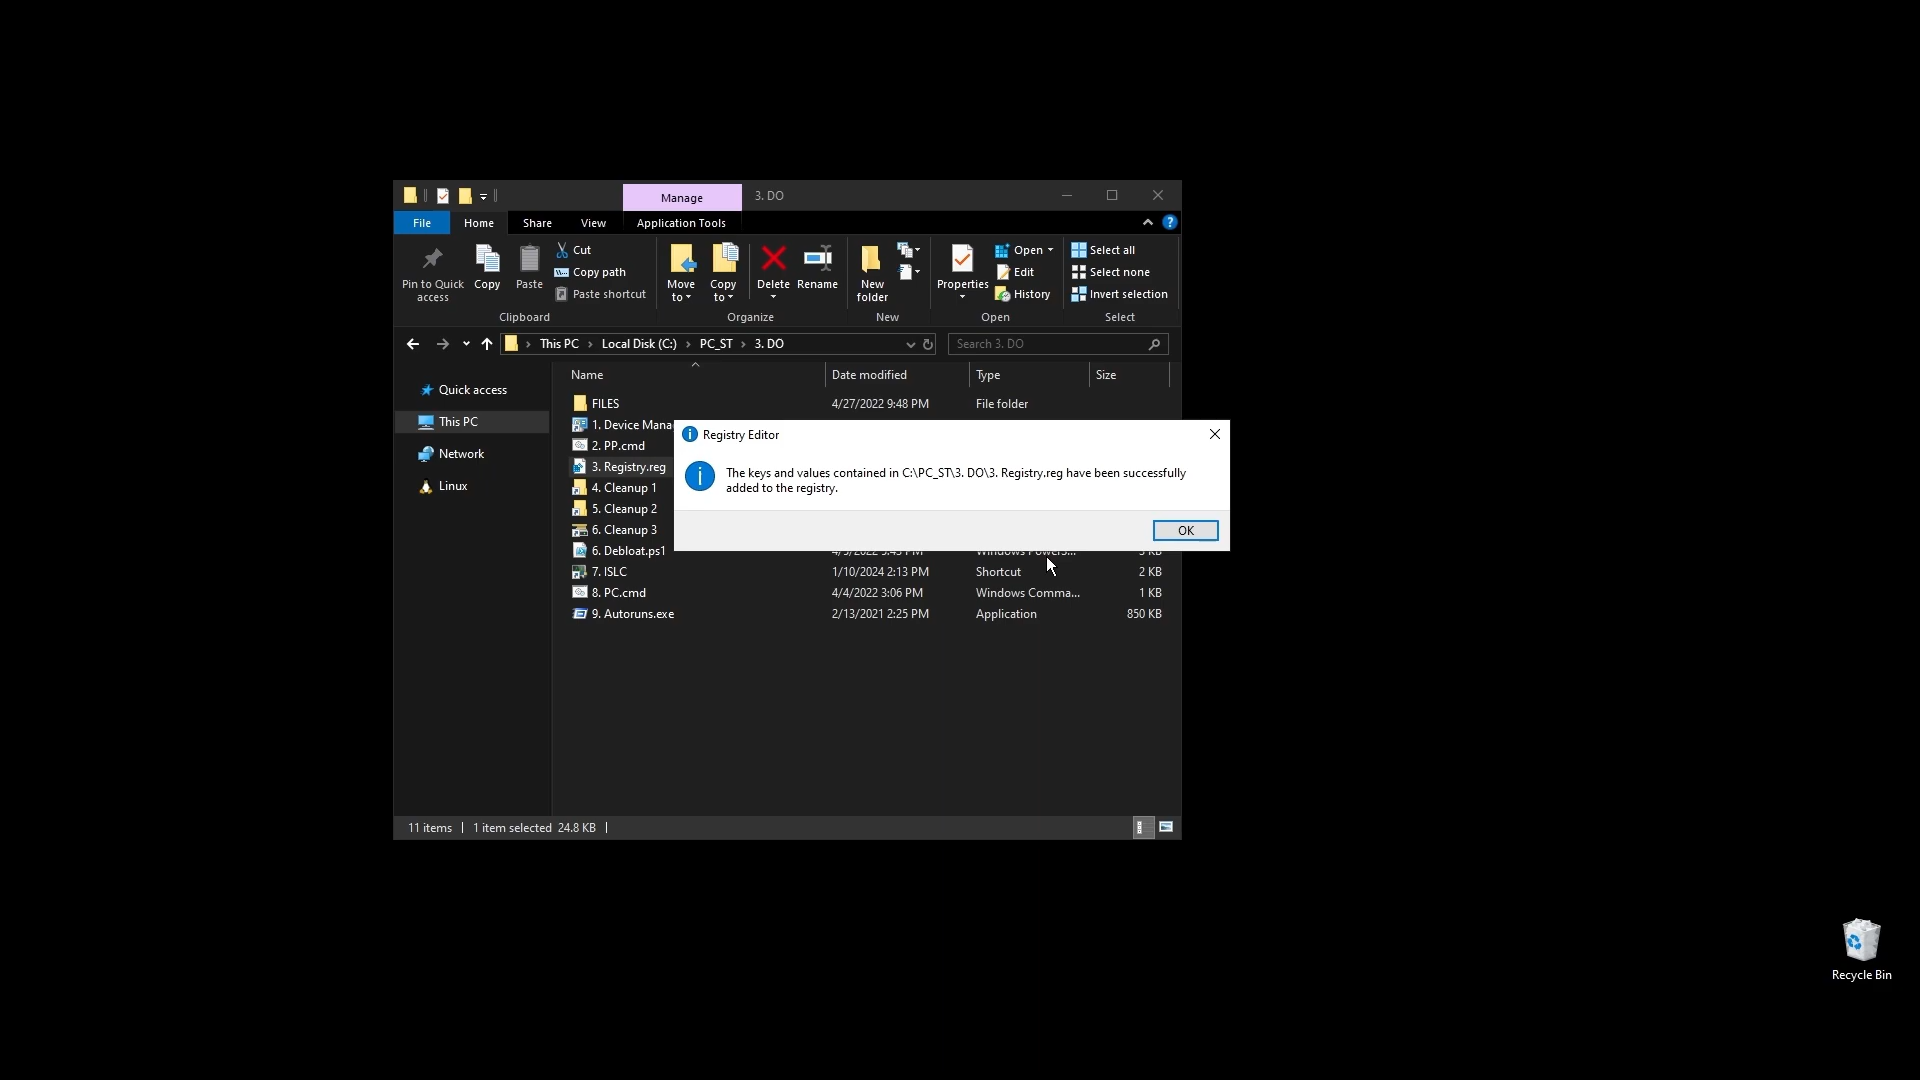 Manage
3. DO
File
Home
Share
View
Application Tools
?
Pin to Quick access
Copy
Paste
Cut
Copy path
Paste shortcut
Clipboard
Move to
Copy to
Delete
Rename
Organize
New folder
New
Properties
Open
Edit
History
Open
Select all
Select none
Invert selection
Select
This PC
Local Disk (C:)
PC_ST
3. DO
Search 3. DO
Quick access
This PC
Network
Linux
Name
Date modified
Type
Size
FILES 4/27/2022 9:48 PM File folder
1. Device Mana
2. PP.cmd
3. Registry.reg
4. Cleanup 1
5. Cleanup 2
6. Cleanup 3
6. Debloat.ps1
7. ISLC 1/10/2024 2:13 PM Shortcut 2 KB
8. PC.cmd 4/4/2022 3:06 PM Windows Comma... 1 KB
9. Autoruns.exe 2/13/2021 2:25 PM Application 850 KB
Registry Editor
The keys and values contained in C:\PC_ST\3. DO\3. Registry.reg have been successfully
added to the registry.
OK
11 items
1 item selected 24.8 KB
Recycle Bin